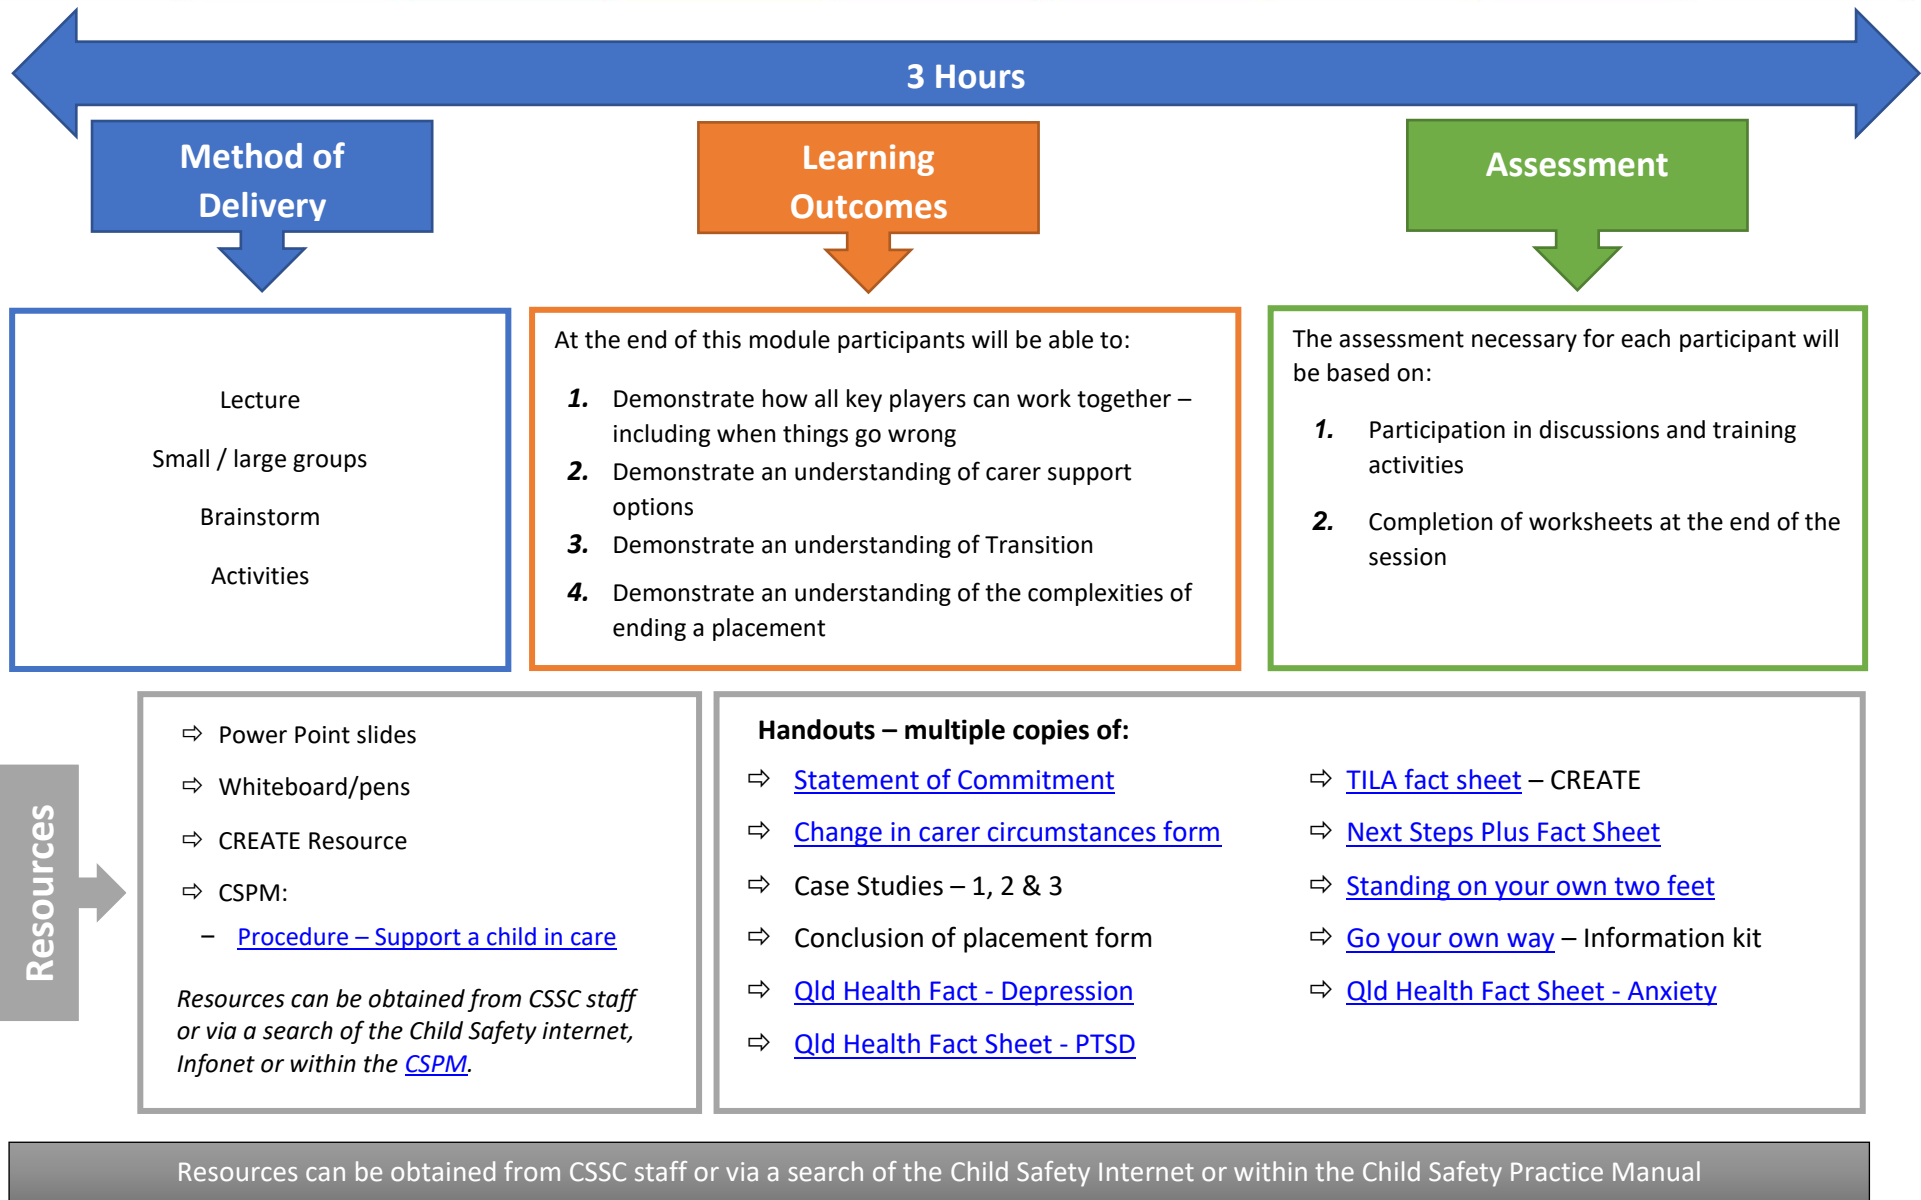 3 Hours
Method of
Delivery
Learning
Outcomes
Assessment
Lecture
Small / large groups
Brainstorm
Activities
At the end of this module participants will be able to:
1. Demonstrate how all key players can work together –
including when things go wrong
2. Demonstrate an understanding of carer support
options
3. Demonstrate an understanding of Transition
4. Demonstrate an understanding of the complexities of
ending a placement
The assessment necessary for each participant will
be based on:
1. Participation in discussions and training
activities
2. Completion of worksheets at the end of the
session
Resources
⇨ Power Point slides
⇨ Whiteboard/pens
⇨ CREATE Resource
⇨ CSPM:
– Procedure – Support a child in care
Resources can be obtained from CSSC staff
or via a search of the Child Safety internet,
Infonet or within the CSPM.
Handouts – multiple copies of:
⇨ Statement of Commitment
⇨ Change in carer circumstances form
⇨ Case Studies – 1, 2 & 3
⇨ Conclusion of placement form
⇨ Qld Health Fact - Depression
⇨ Qld Health Fact Sheet - PTSD
⇨ TILA fact sheet – CREATE
⇨ Next Steps Plus Fact Sheet
⇨ Standing on your own two feet
⇨ Go your own way – Information kit
⇨ Qld Health Fact Sheet - Anxiety
Resources can be obtained from CSSC staff or via a search of the Child Safety Internet or within the Child Safety Practice Manual